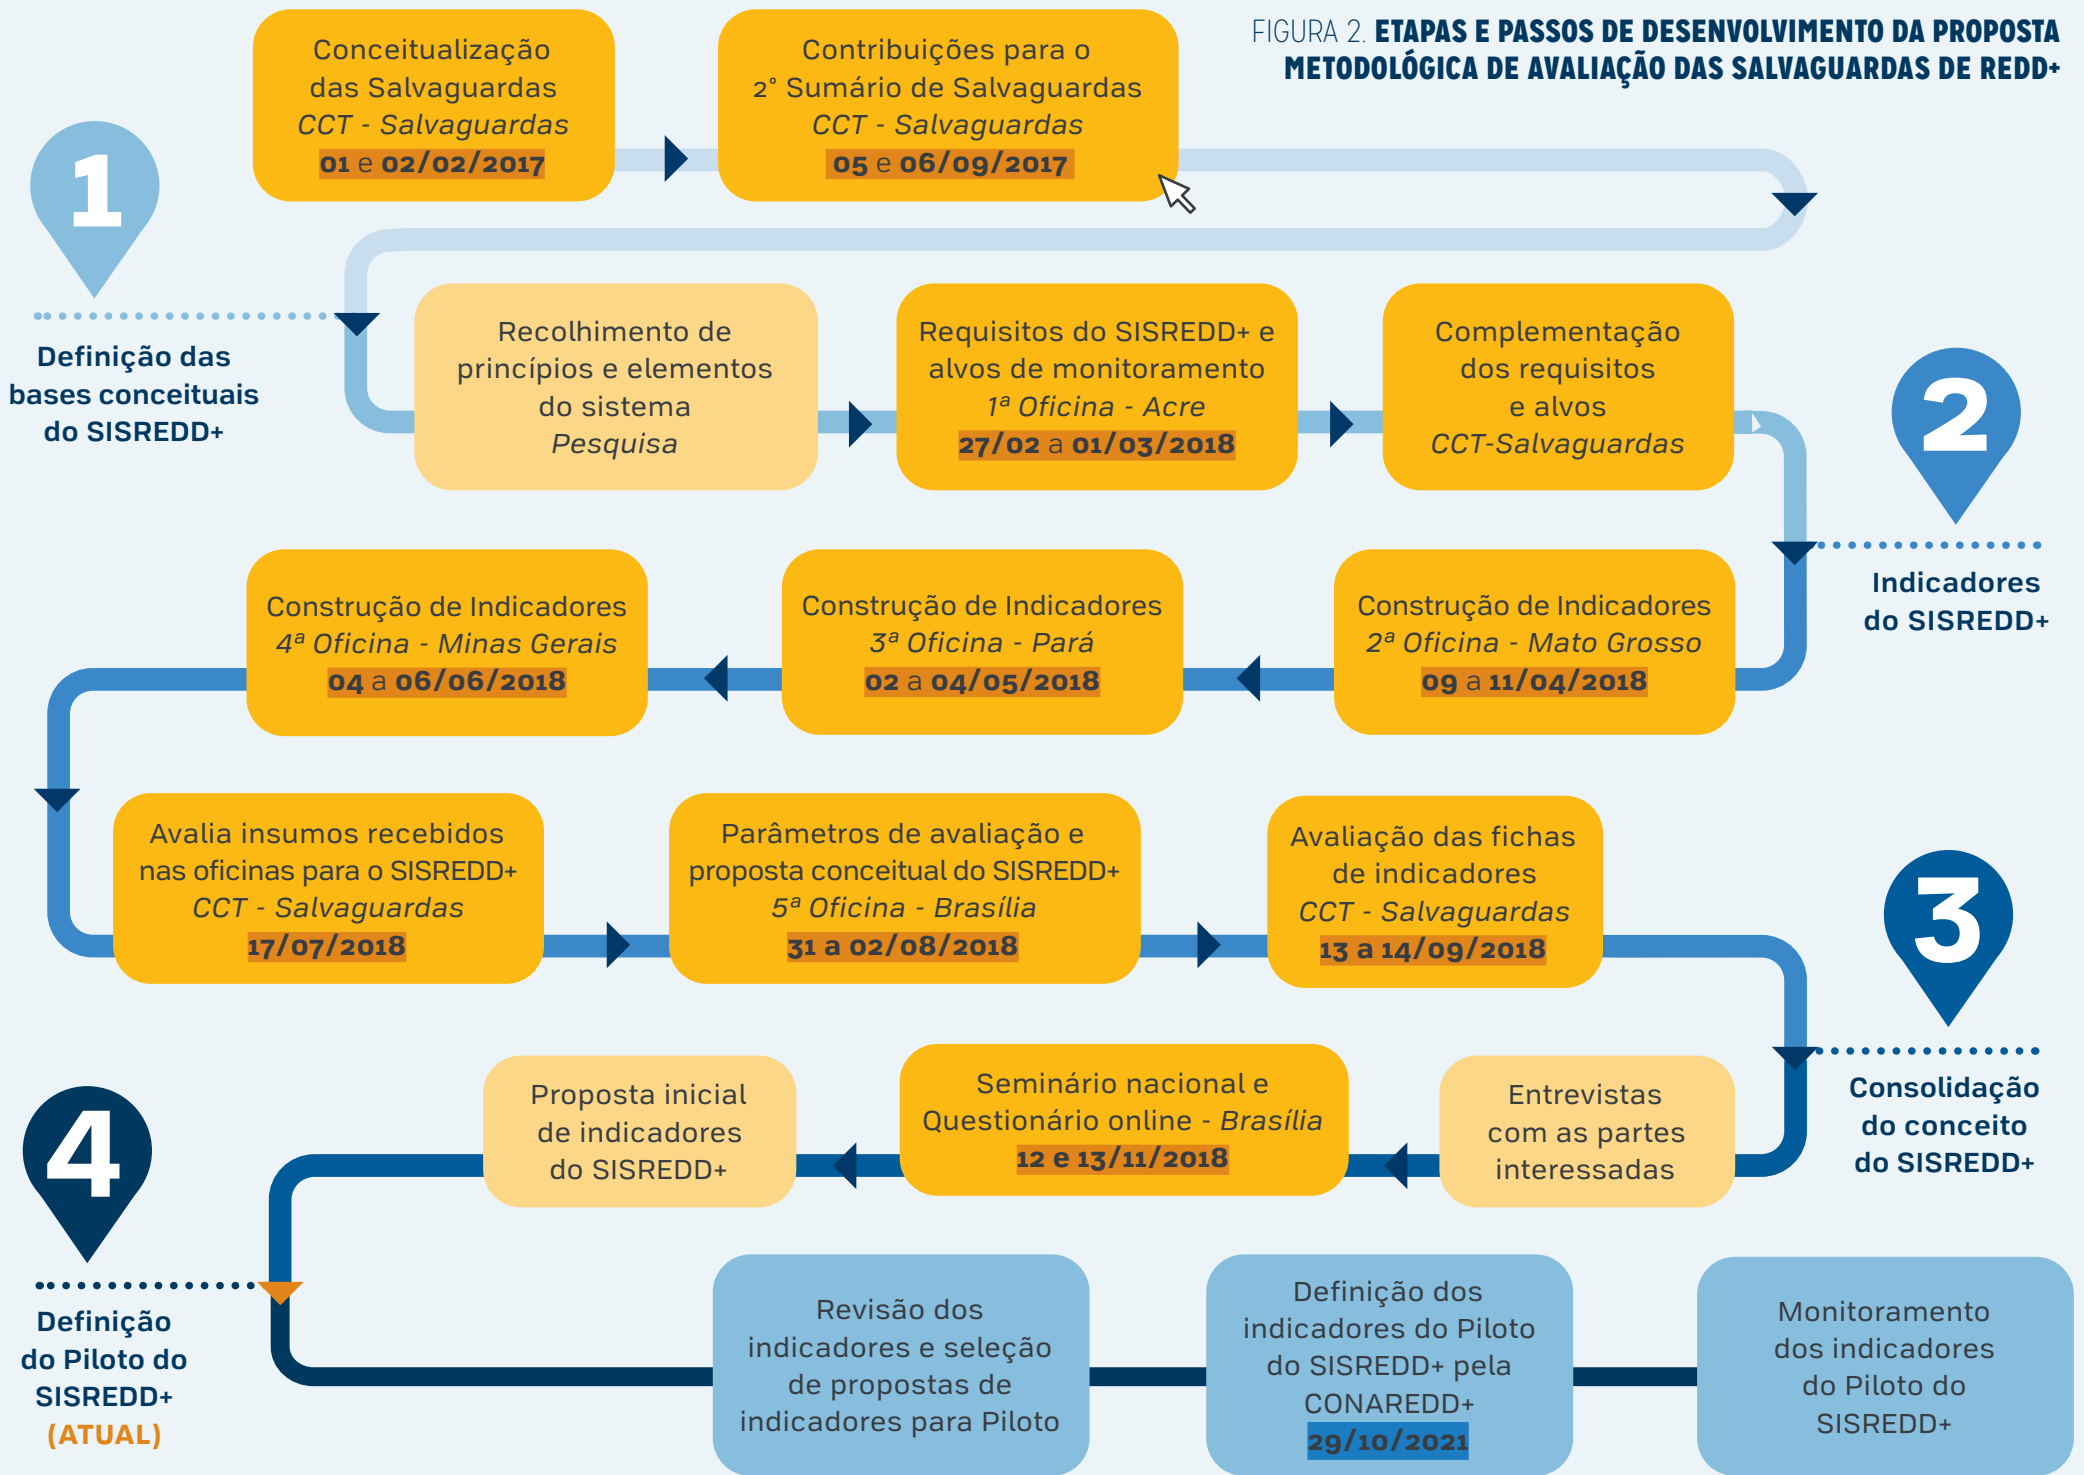 FIGURA 2. ETAPAS E PASSOS DE DESENVOLVIMENTO DA PROPOSTA
METODOLÓGICA DE AVALIAÇÃO DAS SALVAGUARDAS DE REDD+
Conceitualização
das Salvaguardas
CCT - Salvaguardas
01 e 02/02/2017
Contribuições para o
2° Sumário de Salvaguardas
CCT - Salvaguardas
05 e 06/09/2017
1
Definição das
bases conceituais
do SISREDD+
Recolhimento de
princípios e elementos
do sistema
Pesquisa
Requisitos do SISREDD+ e
alvos de monitoramento
1ª Oficina - Acre
27/02 a 01/03/2018
Complementação
dos requisitos
e alvos
CCT-Salvaguardas
2
Indicadores
do SISREDD+
Construção de Indicadores
2ª Oficina - Mato Grosso
09 a 11/04/2018
Construção de Indicadores
3ª Oficina - Pará
02 a 04/05/2018
Construção de Indicadores
4ª Oficina - Minas Gerais
04 a 06/06/2018
Avalia insumos recebidos
nas oficinas para o SISREDD+
CCT - Salvaguardas
17/07/2018
Parâmetros de avaliação e
proposta conceitual do SISREDD+
5ª Oficina - Brasília
31 a 02/08/2018
Avaliação das fichas
de indicadores
CCT - Salvaguardas
13 a 14/09/2018
3
Consolidação
do conceito
do SISREDD+
Entrevistas
com as partes
interessadas
Seminário nacional e
Questionário online - Brasília
12 e 13/11/2018
Proposta inicial
de indicadores
do SISREDD+
4
Definição
do Piloto do
SISREDD+
(ATUAL)
Revisão dos
indicadores e seleção
de propostas de
indicadores para Piloto
Definição dos
indicadores do Piloto
do SISREDD+ pela
CONAREDD+
29/10/2021
Monitoramento
dos indicadores
do Piloto do
SISREDD+